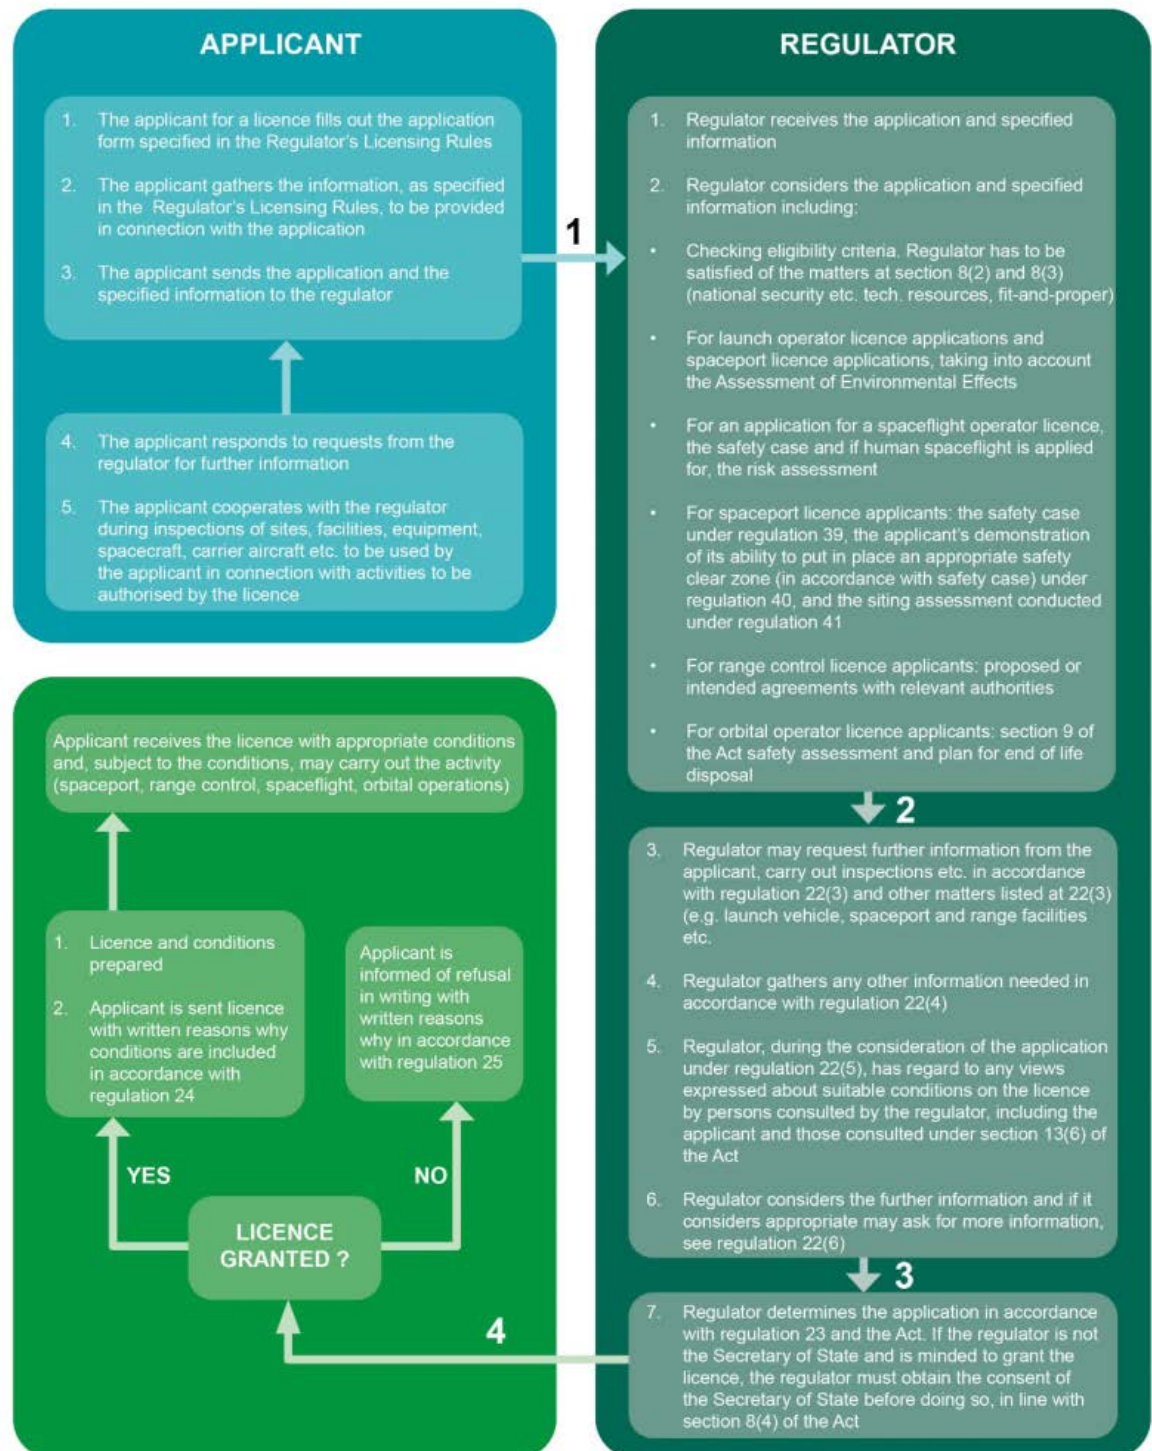 APPLICANT
1. The applicant for a licence fills out the application
form specified in the Regulator's Licensing Rules
2. The applicant gathers the information, as specified
in the Regulator's Licensing Rules, to be provided
in connection with the application
3. The applicant sends the application and the
specified information to the regulator
4. The applicant responds to requests from the
regulator for further information
5. The applicant cooperates with the regulator
during inspections of sites, facilities, equipment,
spacecraft, carrier aircraft etc. to be used by
the applicant in connection with activities to be
authorised by the licence
1
REGULATOR
1. Regulator receives the application and specified
information
2. Regulator considers the application and specified
information including:
• Checking eligibility criteria. Regulator has to be
satisfied of the matters at section 8(2) and 8(3)
(national security etc. tech. resources, fit-and-proper)
• For launch operator licence applications and
spaceport licence applications, taking into account
the Assessment of Environmental Effects
• For an application for a spaceflight operator licence,
the safety case and if human spaceflight is applied
for, the risk assessment
• For spaceport licence applicants: the safety case
under regulation 39, the applicant's demonstration
of its ability to put in place an appropriate safety
clear zone (in accordance with safety case) under
regulation 40, and the siting assessment conducted
under regulation 41
• For range control licence applicants: proposed or
intended agreements with relevant authorities
• For orbital operator licence applicants: section 9 of
the Act safety assessment and plan for end of life
disposal
2
3. Regulator may request further information from the
applicant, carry out inspections etc. in accordance
with regulation 22(3) and other matters listed at 22(3)
(e.g. launch vehicle, spaceport and range facilities
etc.
4. Regulator gathers any other information needed in
accordance with regulation 22(4)
5. Regulator, during the consideration of the application
under regulation 22(5), has regard to any views
expressed about suitable conditions on the licence
by persons consulted by the regulator, including the
applicant and those consulted under section 13(6) of
the Act
6. Regulator considers the further information and if it
considers appropriate may ask for more information,
see regulation 22(6)
3
7. Regulator determines the application in accordance
with regulation 23 and the Act. If the regulator is not
the Secretary of State and is minded to grant the
licence, the regulator must obtain the consent of
the Secretary of State before doing so, in line with
section 8(4) of the Act
4
LICENCE
GRANTED ?
YES
NO
1. Licence and conditions
prepared
2. Applicant is sent licence
with written reasons why
conditions are included
in accordance with
regulation 24
Applicant is
informed of refusal
in writing with
written reasons
why in accordance
with regulation 25
Applicant receives the licence with appropriate conditions
and, subject to the conditions, may carry out the activity
(spaceport, range control, spaceflight, orbital operations)